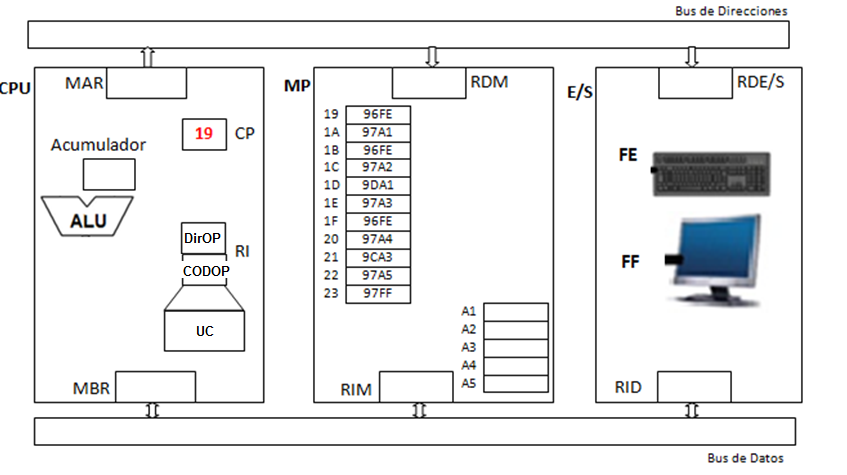 Bus de Direcciones
CPU
MAR
19 CP
Acumulador
ALU
DirOP
RI
CODOP
UC
MBR
MP
RDM
19 96FE
1A 97A1
1B 96FE
1C 97A2
1D 9DA1
1E 97A3
1F 96FE
20 97A4
21 9CA3
22 97A5
23 97FF
A1
A2
A3
A4
A5
RIM
E/S
RDE/S
FE
FF
RID
Bus de Datos